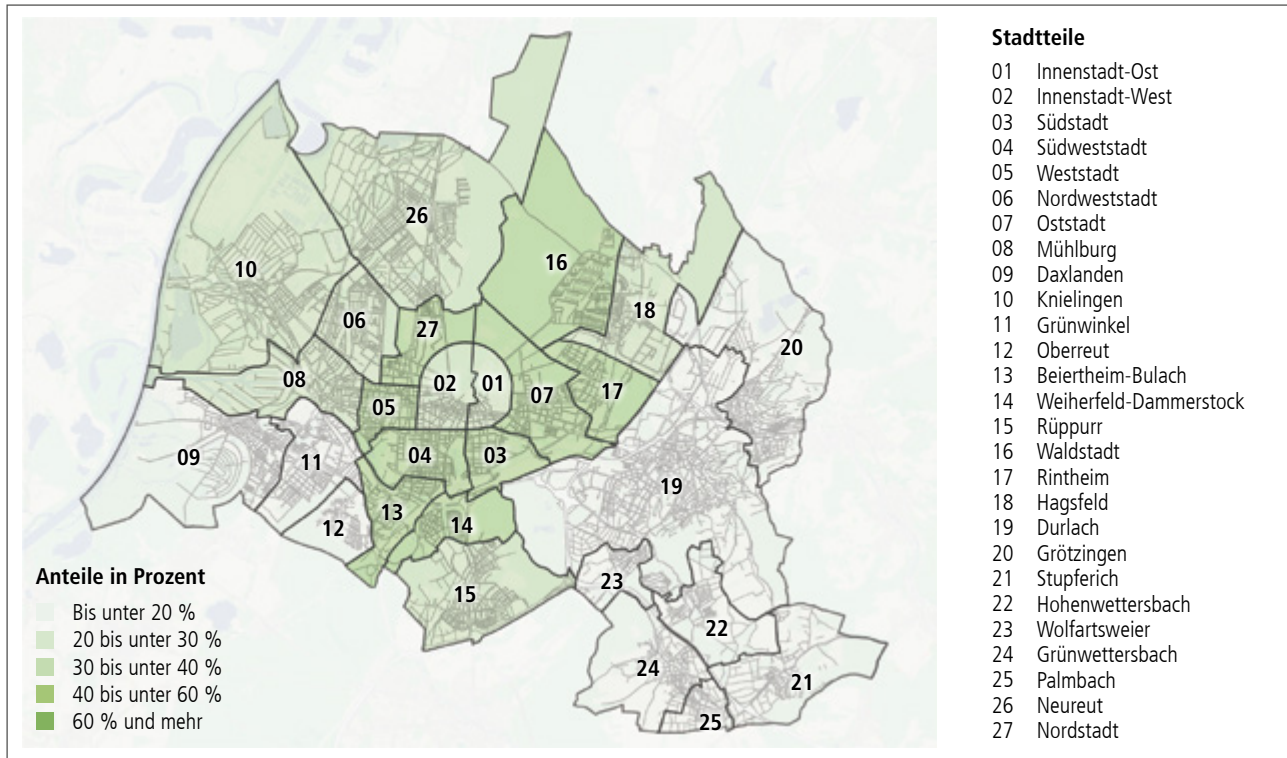 26
10
16
18
06
27
20
08
02
01
07
17
05
04
03
09
11
19
13
14
12
15
23
22
24
21
25
Anteile in Prozent
Bis unter 20 %
20 bis unter 30 %
30 bis unter 40 %
40 bis unter 60 %
60 % und mehr
Stadtteile
01 Innenstadt-Ost
02 Innenstadt-West
03 Südstadt
04 Südweststadt
05 Weststadt
06 Nordweststadt
07 Oststadt
08 Mühlburg
09 Daxlanden
10 Knielingen
11 Grünwinkel
12 Oberreut
13 Beiertheim-Bulach
14 Weiherfeld-Dammerstock
15 Rüppurr
16 Waldstadt
17 Rintheim
18 Hagsfeld
19 Durlach
20 Grötzingen
21 Stupferich
22 Hohenwettersbach
23 Wolfartsweier
24 Grünwettersbach
25 Palmbach
26 Neureut
27 Nordstadt